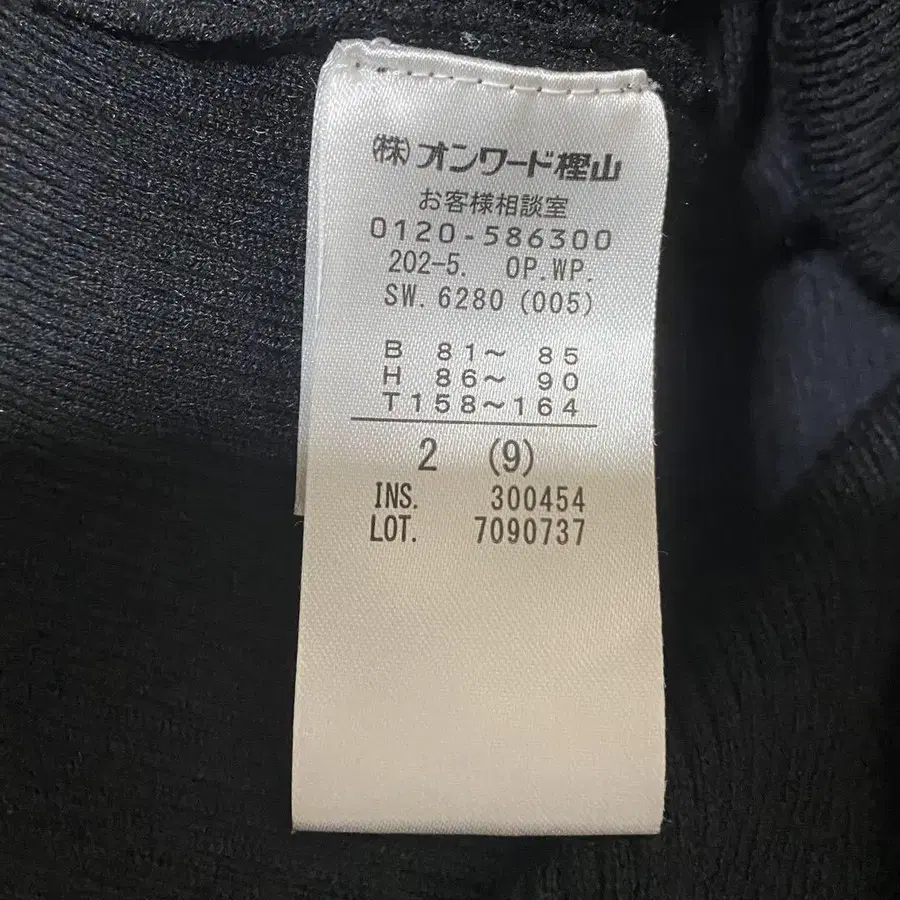 ㈱オンワード樫山
お客様相談室
0120-586300
202-5. OP.WP.
SW. 6280 (005)
B 81〜 85
H 86〜 90
T158〜164
2 (9)
INS. 300454
LOT. 7090737